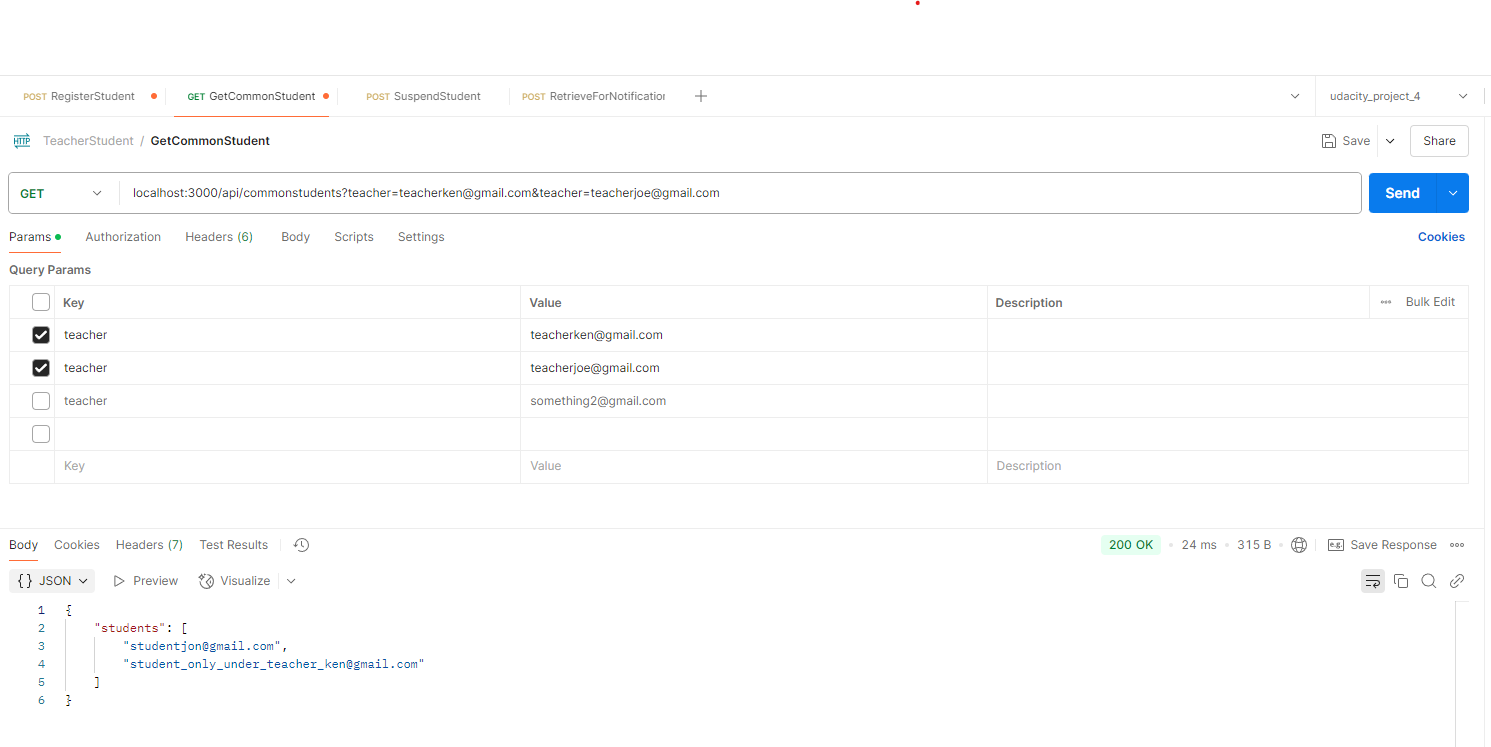 POST RegisterStudent GET GetCommonStudent POST SuspendStudent POST RetrieveForNotification udacity_project_4
HTTP TeacherStudent / GetCommonStudent Save Share
GET localhost:3000/api/commonstudents?teacher=teacherken@gmail.com&teacher=teacherjoe@gmail.com Send
Params Authorization Headers (6) Body Scripts Settings Cookies
Query Params
Key Value Description Bulk Edit
teacher teacherken@gmail.com
teacher teacherjoe@gmail.com
teacher something2@gmail.com
Key Value Description
Body Cookies Headers (7) Test Results 200 OK 24 ms 315 B e.g. Save Response
{} JSON Preview Visualize
1 {
2 "students": [
3 "studentjon@gmail.com",
4 "student_only_under_teacher_ken@gmail.com"
5 ]
6 }